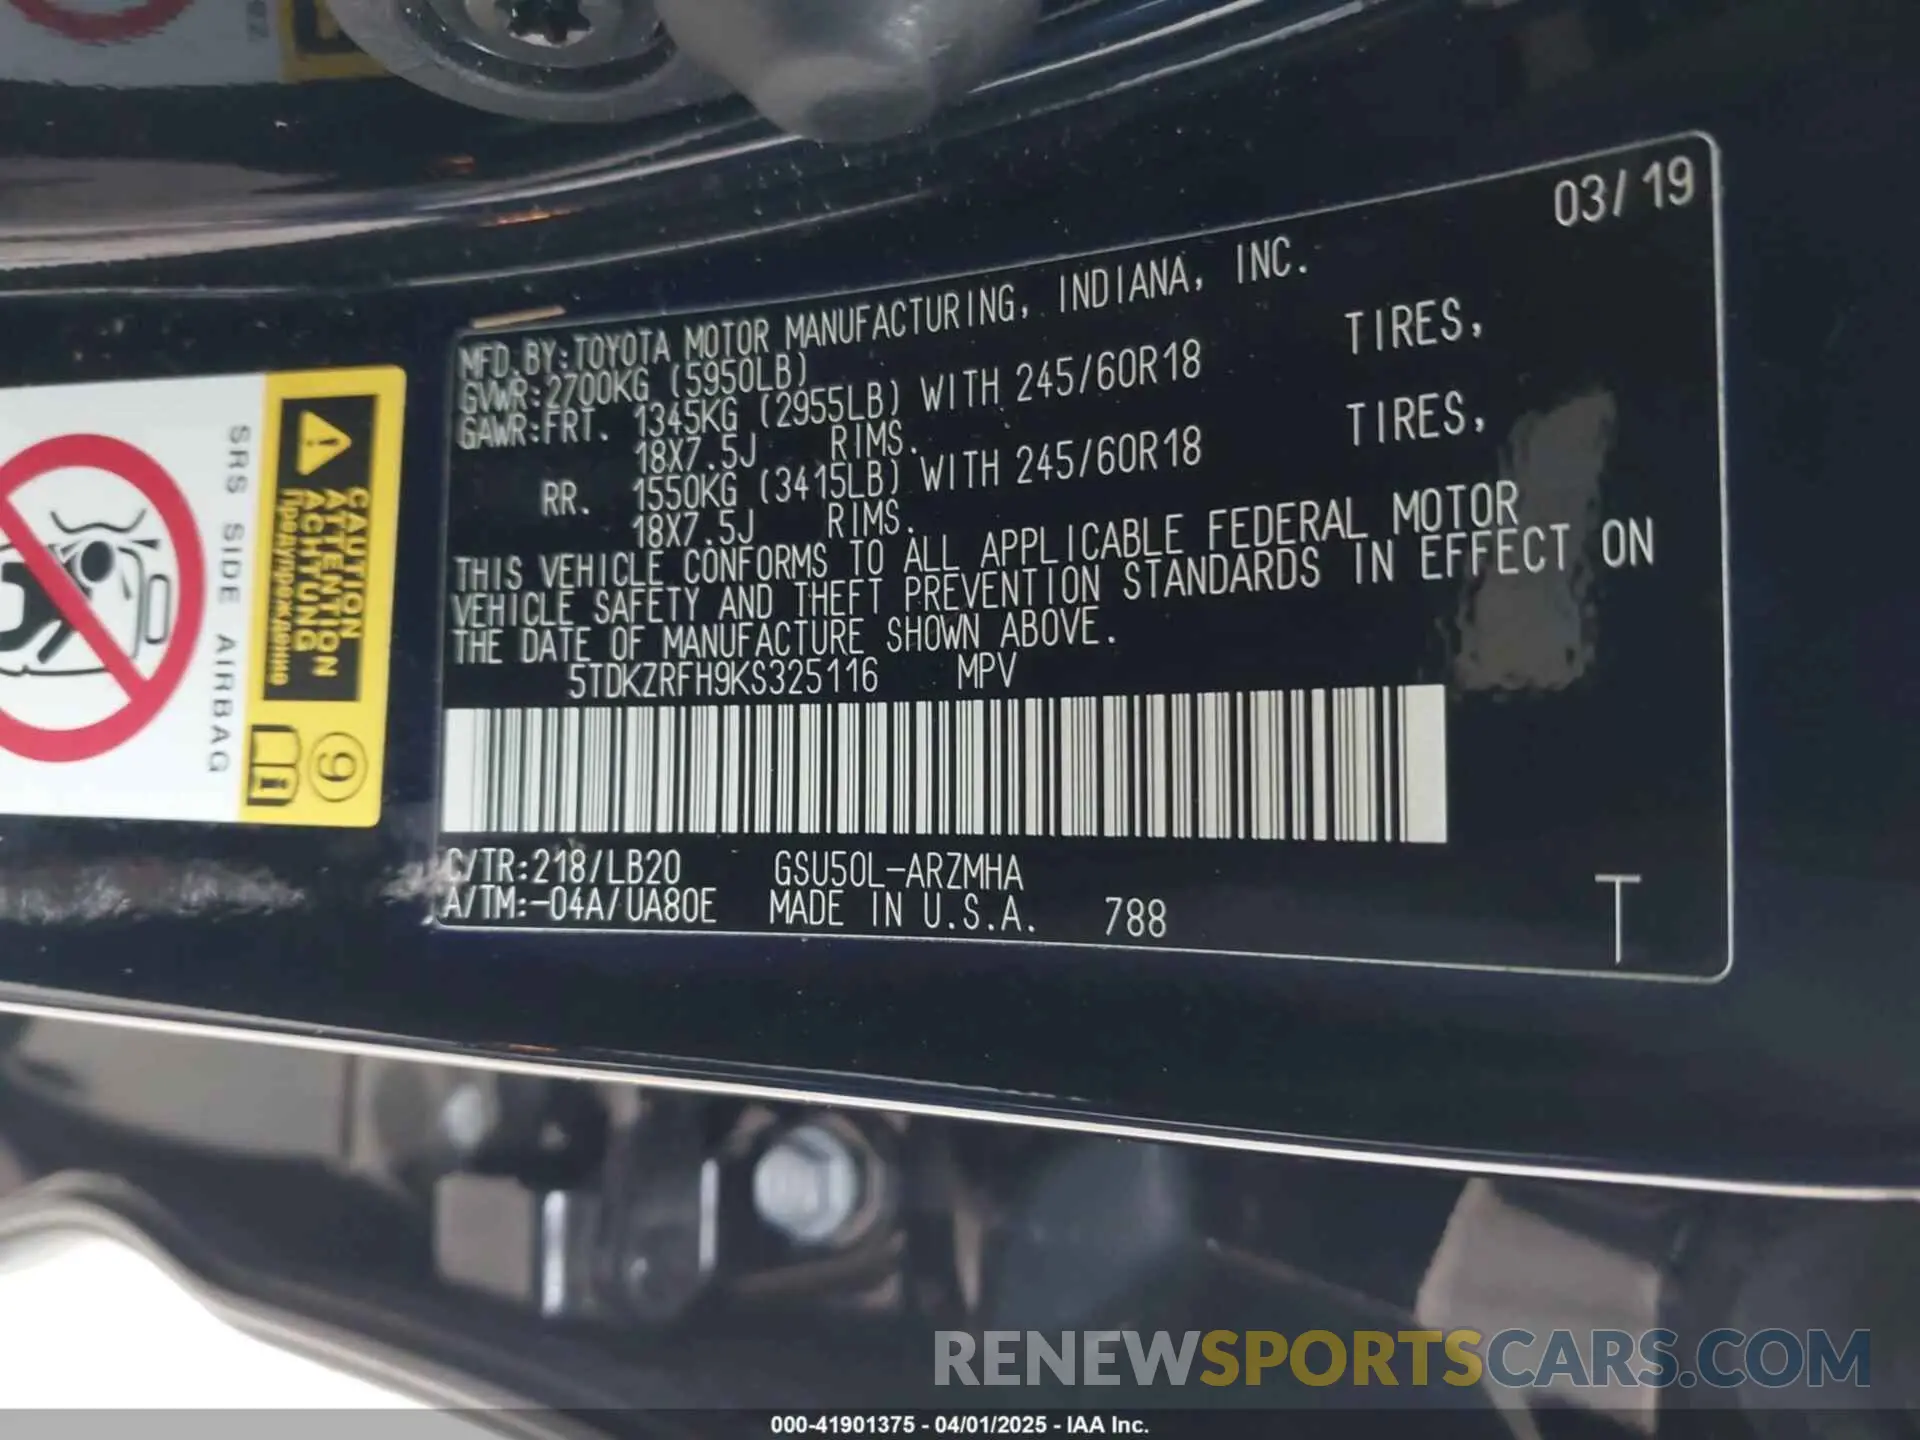 03/19
MFD.BY:TOYOTA MOTOR MANUFACTURING, INDIANA, INC.
GVWR:2700KG (5950LB)
GAWR:FRT. 1345KG (2955LB) WITH 245/60R18 TIRES,
18X7.5J RIMS.
RR. 1550KG (3415LB) WITH 245/60R18 TIRES,
18X7.5J RIMS.
THIS VEHICLE CONFORMS TO ALL APPLICABLE FEDERAL MOTOR
VEHICLE SAFETY AND THEFT PREVENTION STANDARDS IN EFFECT ON
THE DATE OF MANUFACTURE SHOWN ABOVE.
5TDKZRFH9KS325116 MPV
C/TR:218/LB20 GSU50L-ARZMHA
A/TM:-04A/UA80E MADE IN U.S.A. 788
T
CAUTION
ATTENTION
ACHTUNG
Предупреждение
SRS SIDE AIRBAG
9
RENEWSPORTSCARS.COM
000-41901375 - 04/01/2025 - IAA Inc.